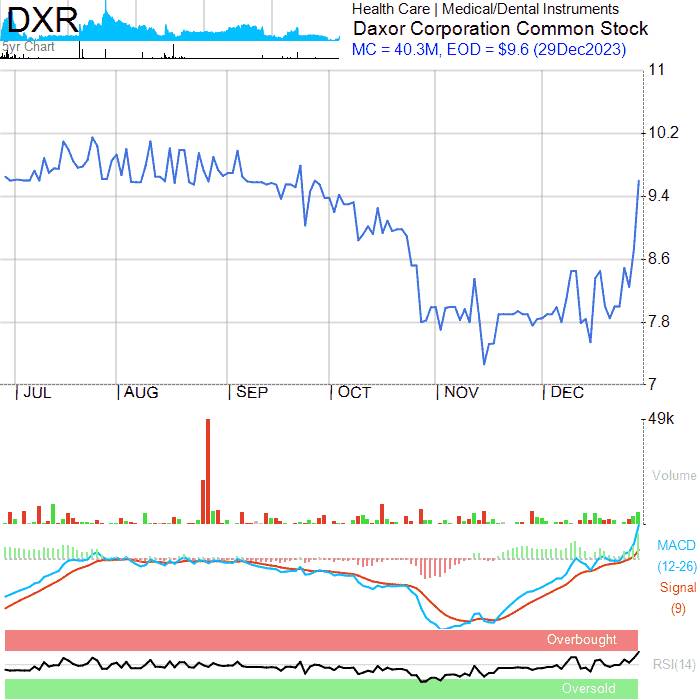 DXR
5yr Chart
Health Care | Medical/Dental Instruments
Daxor Corporation Common Stock
MC = 40.3M, EOD = $9.6 (29Dec2023)
11
10.2
9.4
8.6
7.8
7
JUL AUG SEP OCT NOV DEC
49k
Volume
MACD
(12-26)
Signal
(9)
Overbought
RSI(14)
Oversold